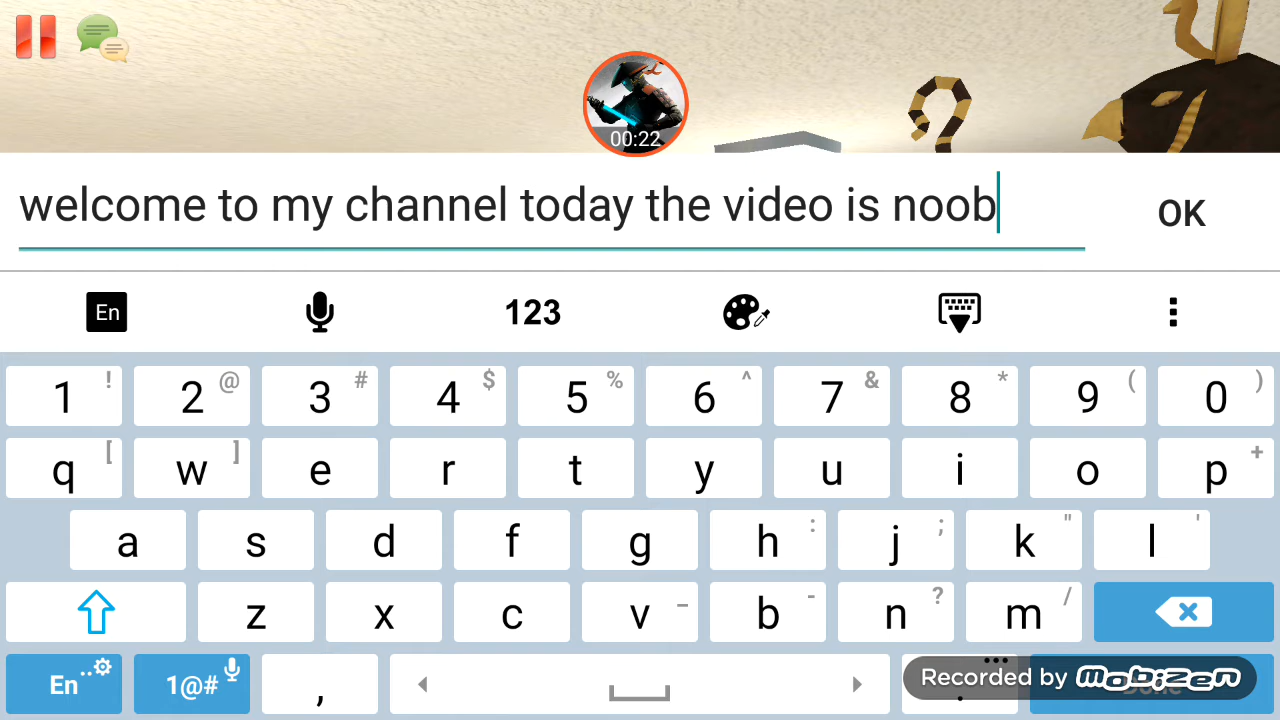 00:22
welcome to my channel today the video is noob
OK
En 123
1 ! 2 @ 3 # 4 $ 5 % 6 ^ 7 & 8 * 9 ( 0 )
q [ w ] e r t y u i o p +
a s d f g h : j ; k " l '
z x c v _ b - n ? m /
En 1@# , .
Recorded by mobizen